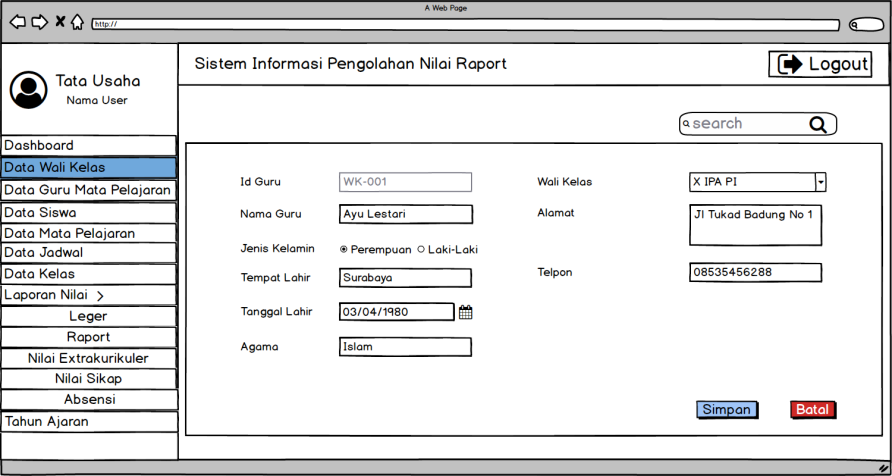 A Web Page
http://
Tata Usaha
Nama User
Sistem Informasi Pengolahan Nilai Raport
Logout
search
Dashboard
Data Wali Kelas
Data Guru Mata Pelajaran
Data Siswa
Data Mata Pelajaran
Data Jadwal
Data Kelas
Laporan Nilai >
Leger
Raport
Nilai Extrakurikuler
Nilai Sikap
Absensi
Tahun Ajaran
Id Guru WK-001
Nama Guru Ayu Lestari
Jenis Kelamin Perempuan Laki-Laki
Tempat Lahir Surabaya
Tanggal Lahir 03/04/1980
Agama Islam
Wali Kelas X IPA PI
Alamat Jl Tukad Badung No 1
Telpon 08535456288
Simpan Batal